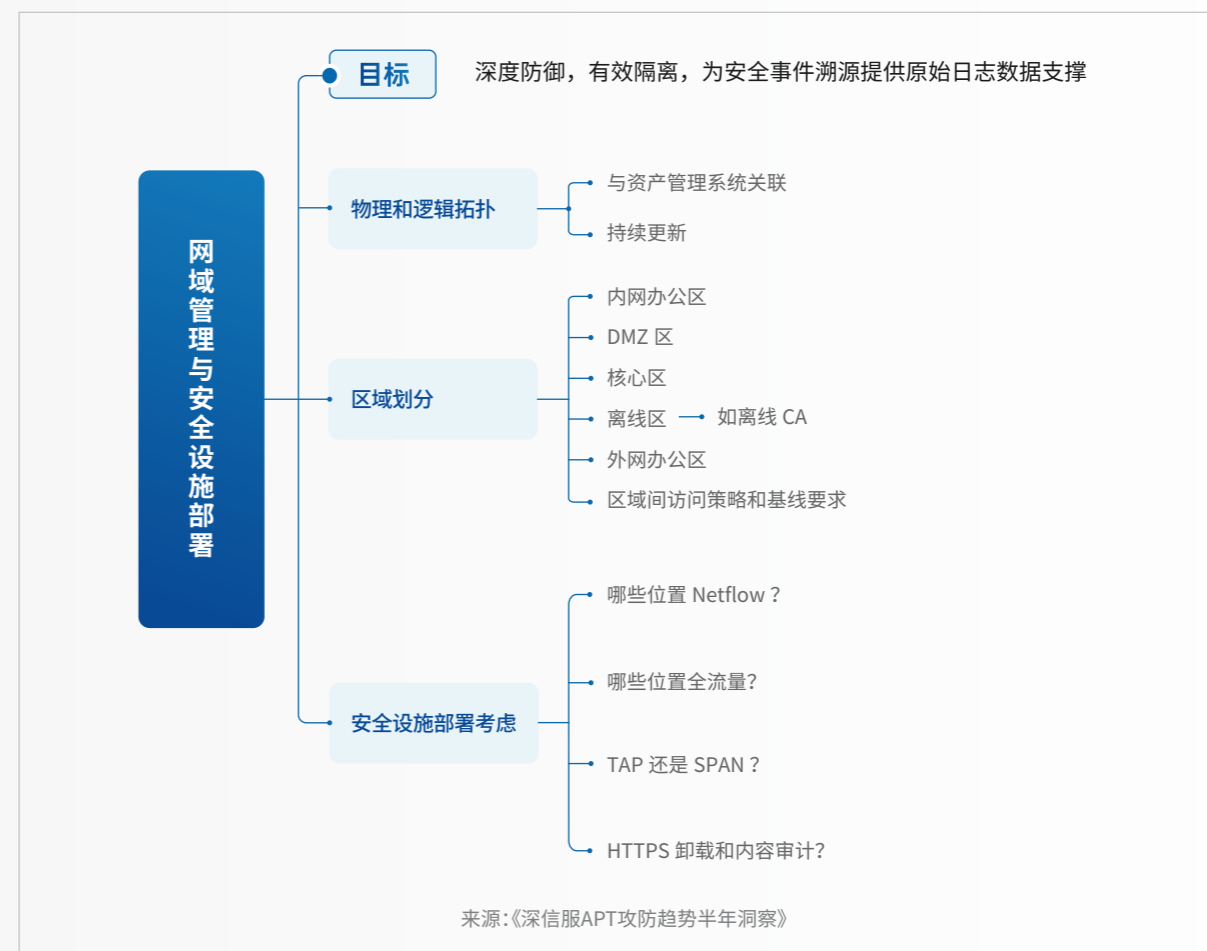 网域管理与安全设施部署
目标
深度防御，有效隔离，为安全事件溯源提供原始日志数据支撑
物理和逻辑拓扑
与资产管理系统关联
持续更新
区域划分
内网办公区
DMZ 区
核心区
离线区
如离线 CA
外网办公区
区域间访问策略和基线要求
安全设施部署考虑
哪些位置 Netflow ？
哪些位置全流量？
TAP 还是 SPAN ？
HTTPS 卸载和内容审计？
来源：《深信服APT攻防趋势半年洞察》